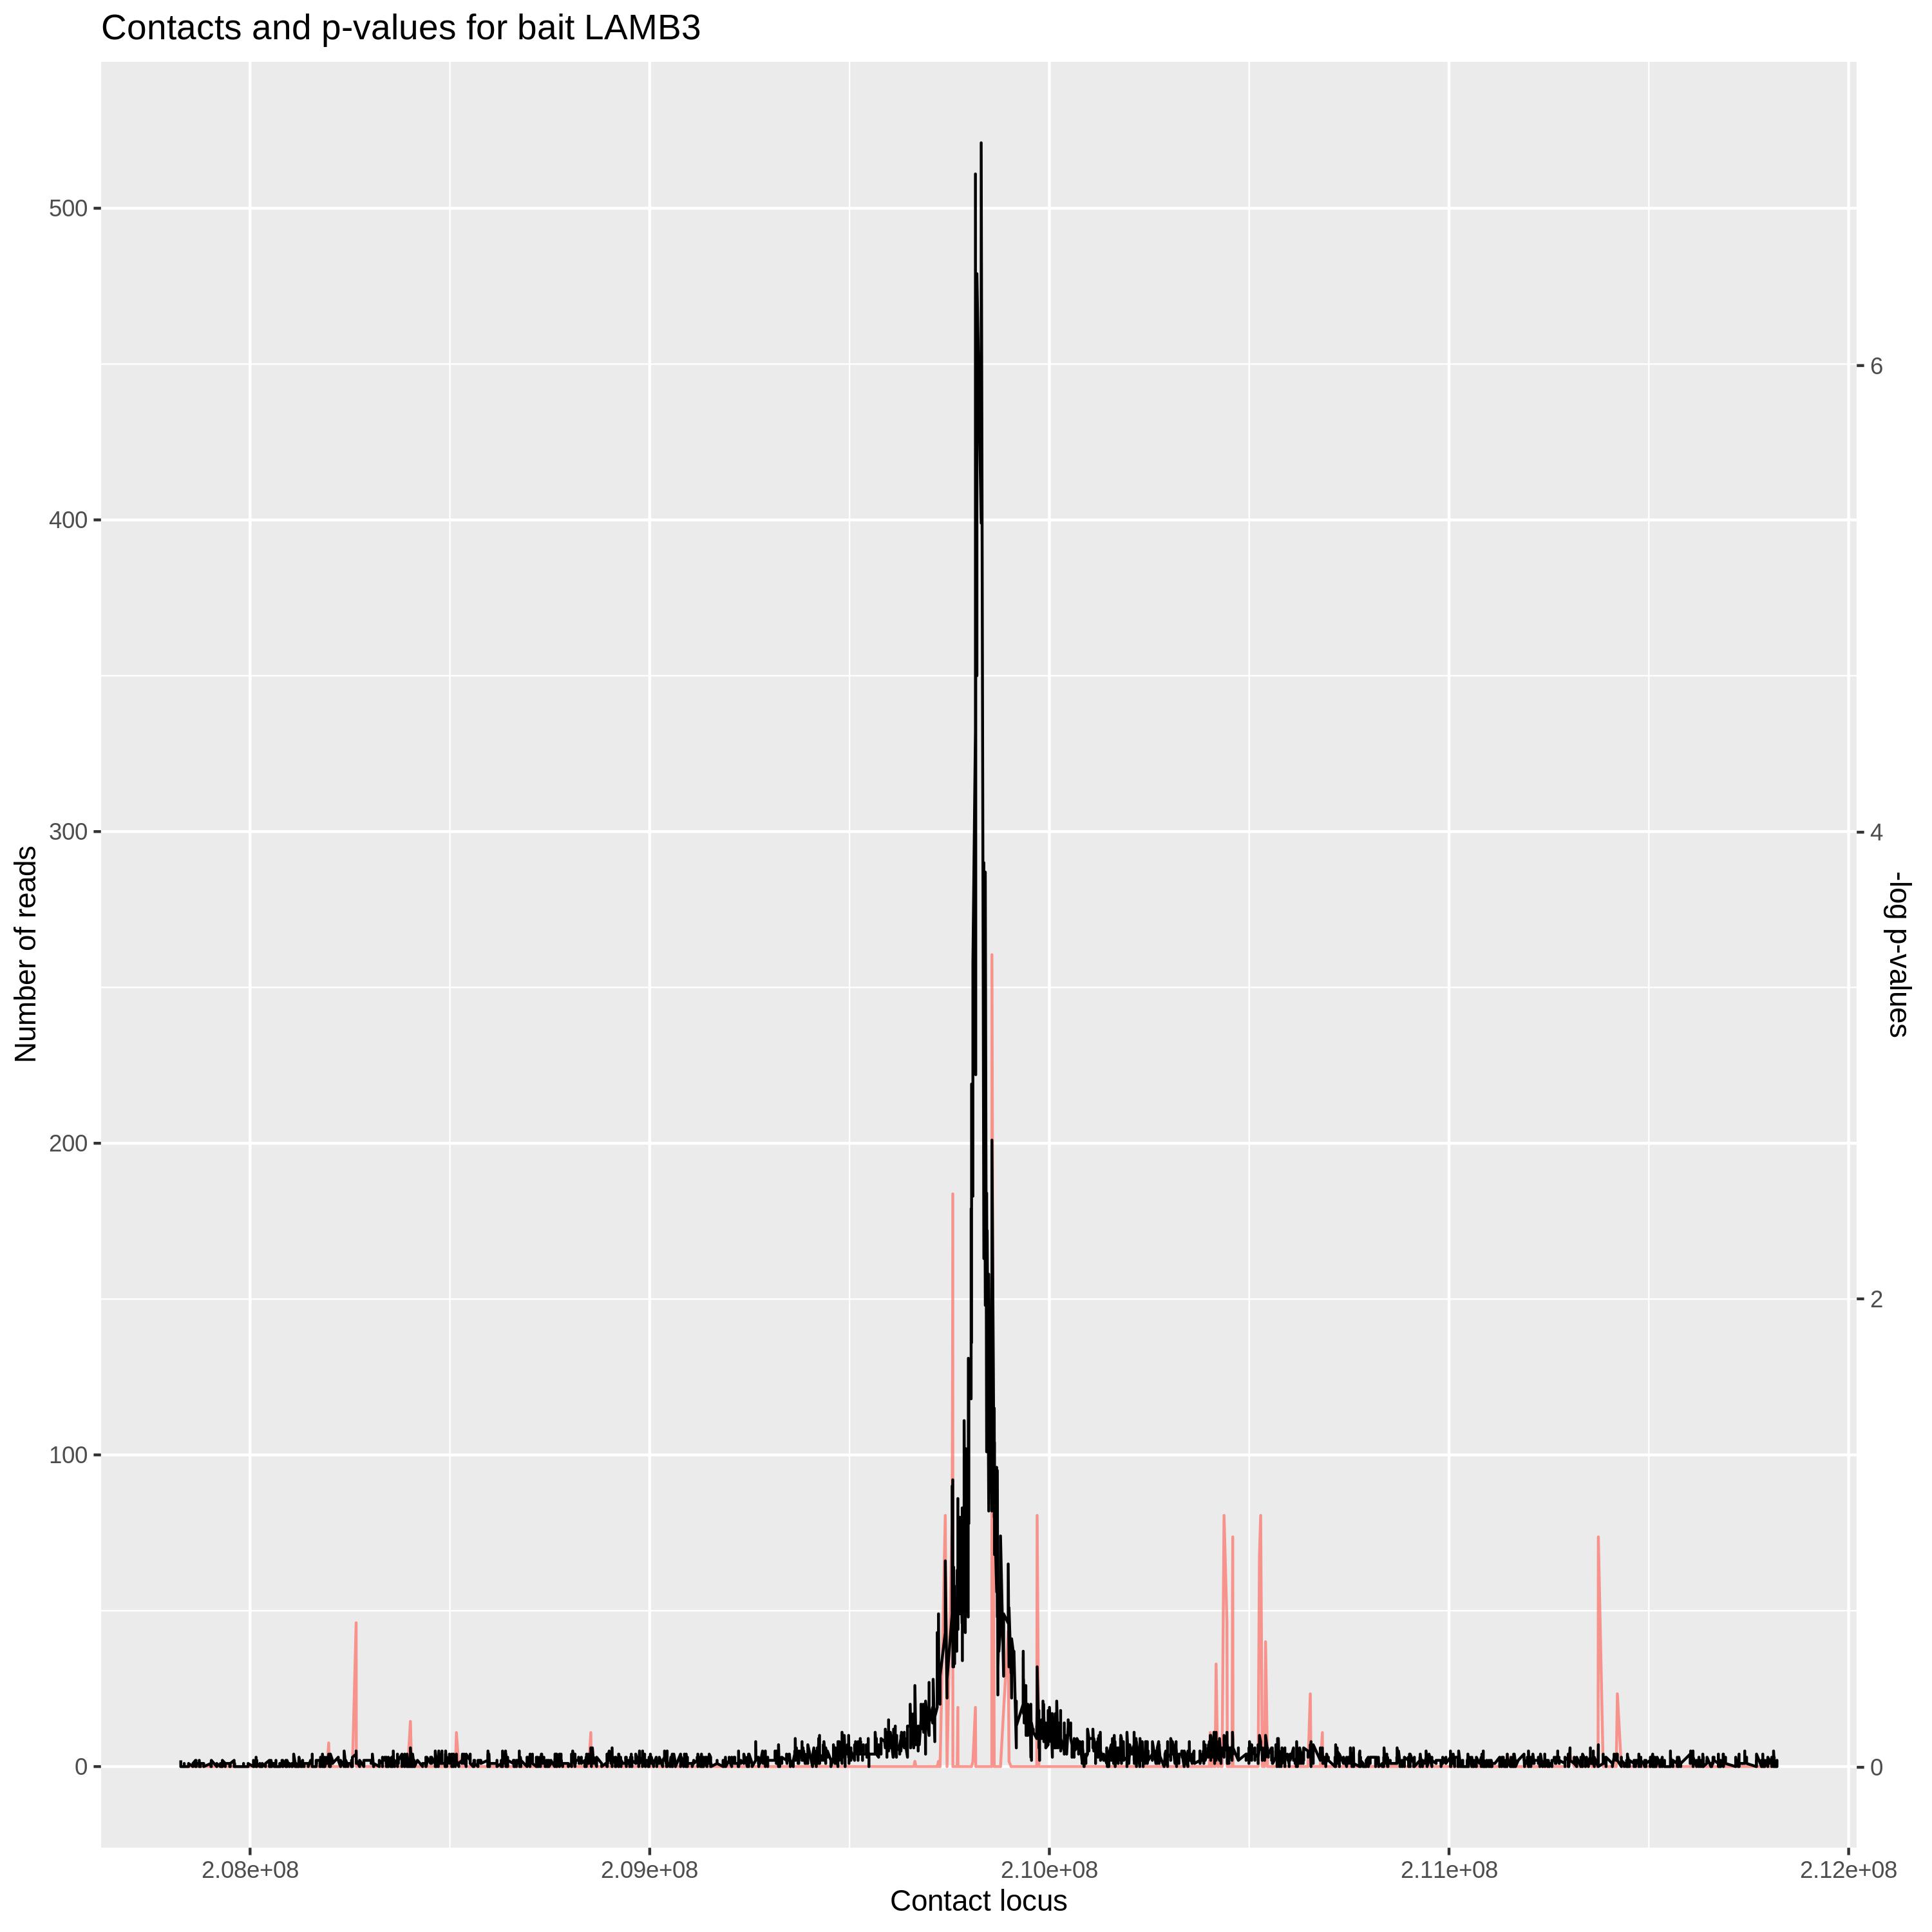 Contacts and p-values for bait LAMB3
500
400
300
200
100
0
Number of reads
6
4
2
0
-log p-values
2.08e+08
2.09e+08
2.10e+08
2.11e+08
2.12e+08
Contact locus